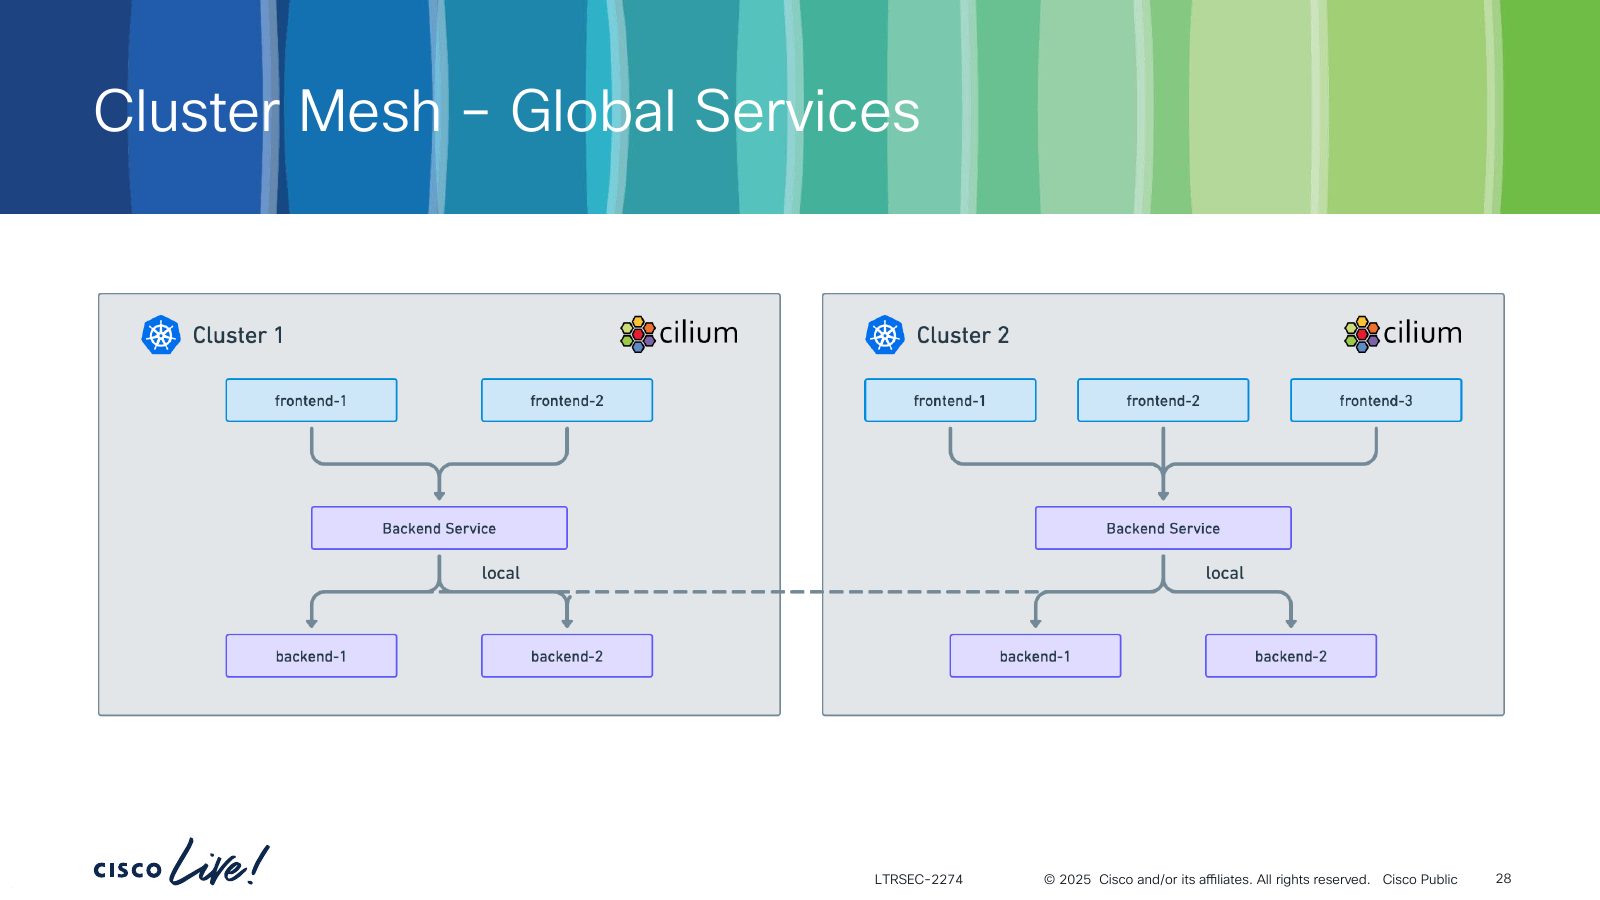 Cluster Mesh – Global Services
Cluster 1
cilium
frontend-1
frontend-2
Backend Service
local
backend-1
backend-2
Cluster 2
cilium
frontend-1
frontend-2
frontend-3
Backend Service
local
backend-1
backend-2
CISCO Live!
LTRSEC-2274
© 2025 Cisco and/or its affiliates. All rights reserved. Cisco Public
28